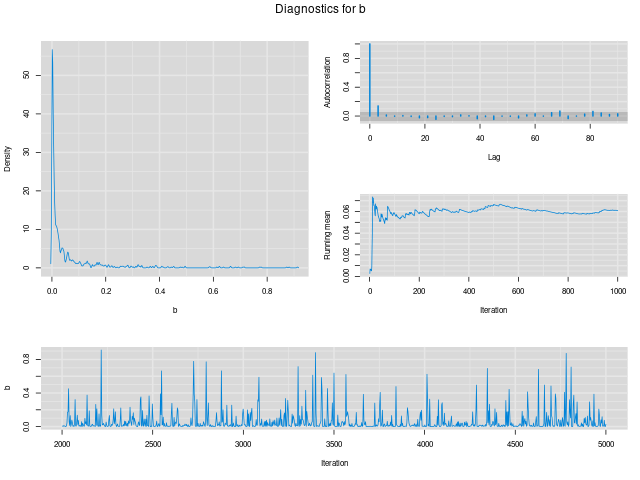 Diagnostics for b
Density
0 10 20 30 40 50
0.0 0.2 0.4 0.6 0.8
b
Autocorrelation
0.0 0.4 0.8
0 20 40 60 80
Lag
Running mean
0.00 0.02 0.04 0.06
0 200 400 600 800 1000
Iteration
b
0.0 0.4 0.8
2000 2500 3000 3500 4000 4500 5000
Iteration